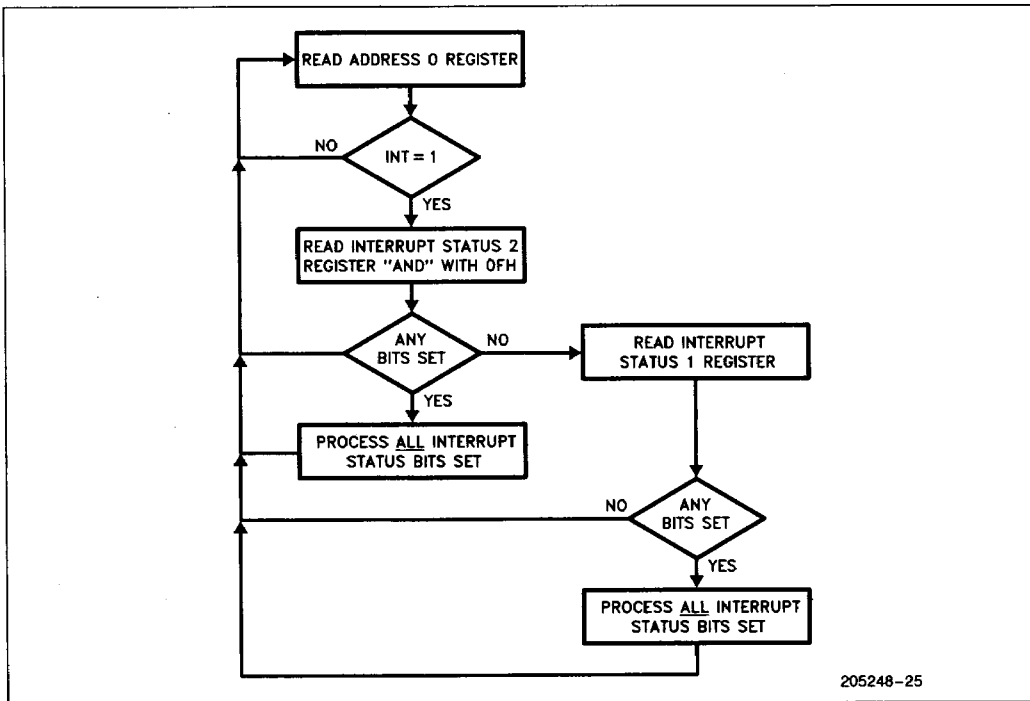 READ ADDRESS 0 REGISTER
NO
INT = 1
YES
READ INTERRUPT STATUS 2
REGISTER "AND" WITH 0FH
ANY
BITS SET
NO
READ INTERRUPT
STATUS 1 REGISTER
YES
PROCESS ALL INTERRUPT
STATUS BITS SET
NO
ANY
BITS SET
YES
PROCESS ALL INTERRUPT
STATUS BITS SET
205248-25